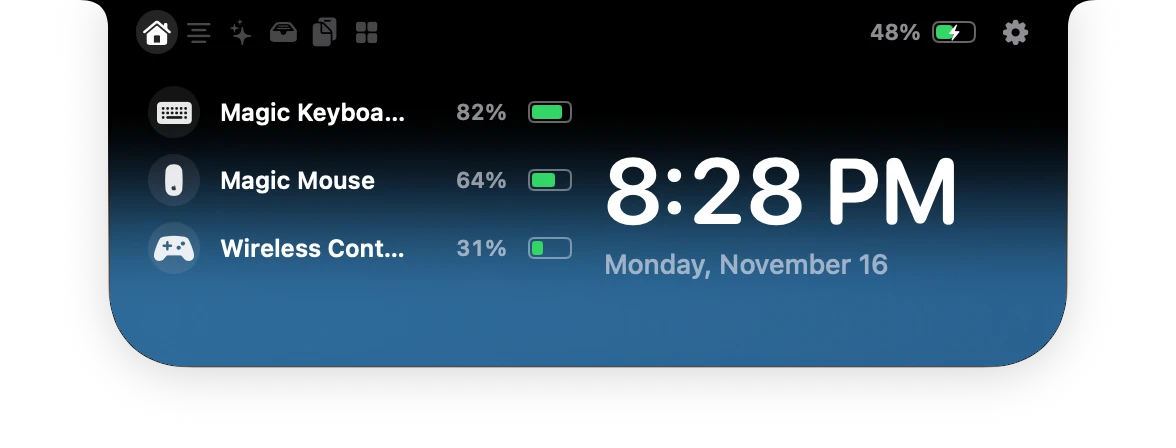 48%
Magic Keyboa... 82%
Magic Mouse 64%
Wireless Cont... 31%
8:28 PM
Monday, November 16